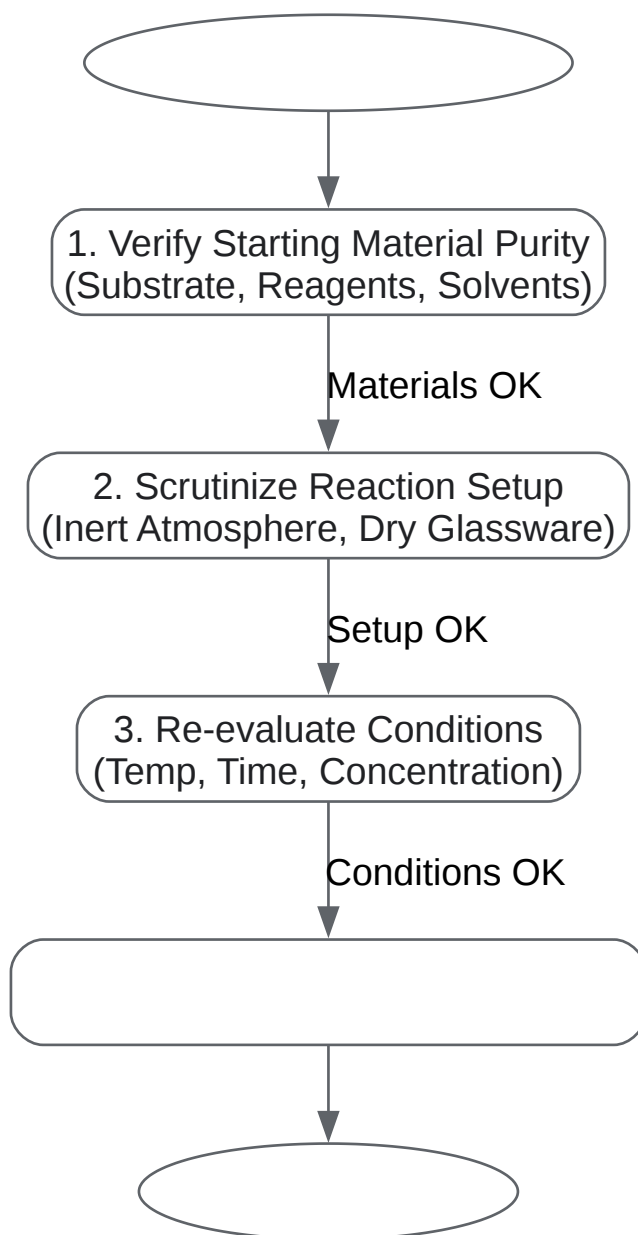 1. Verify Starting Material Purity
(Substrate, Reagents, Solvents)
Materials OK
2. Scrutinize Reaction Setup
(Inert Atmosphere, Dry Glassware)
Setup OK
3. Re-evaluate Conditions
(Temp, Time, Concentration)
Conditions OK